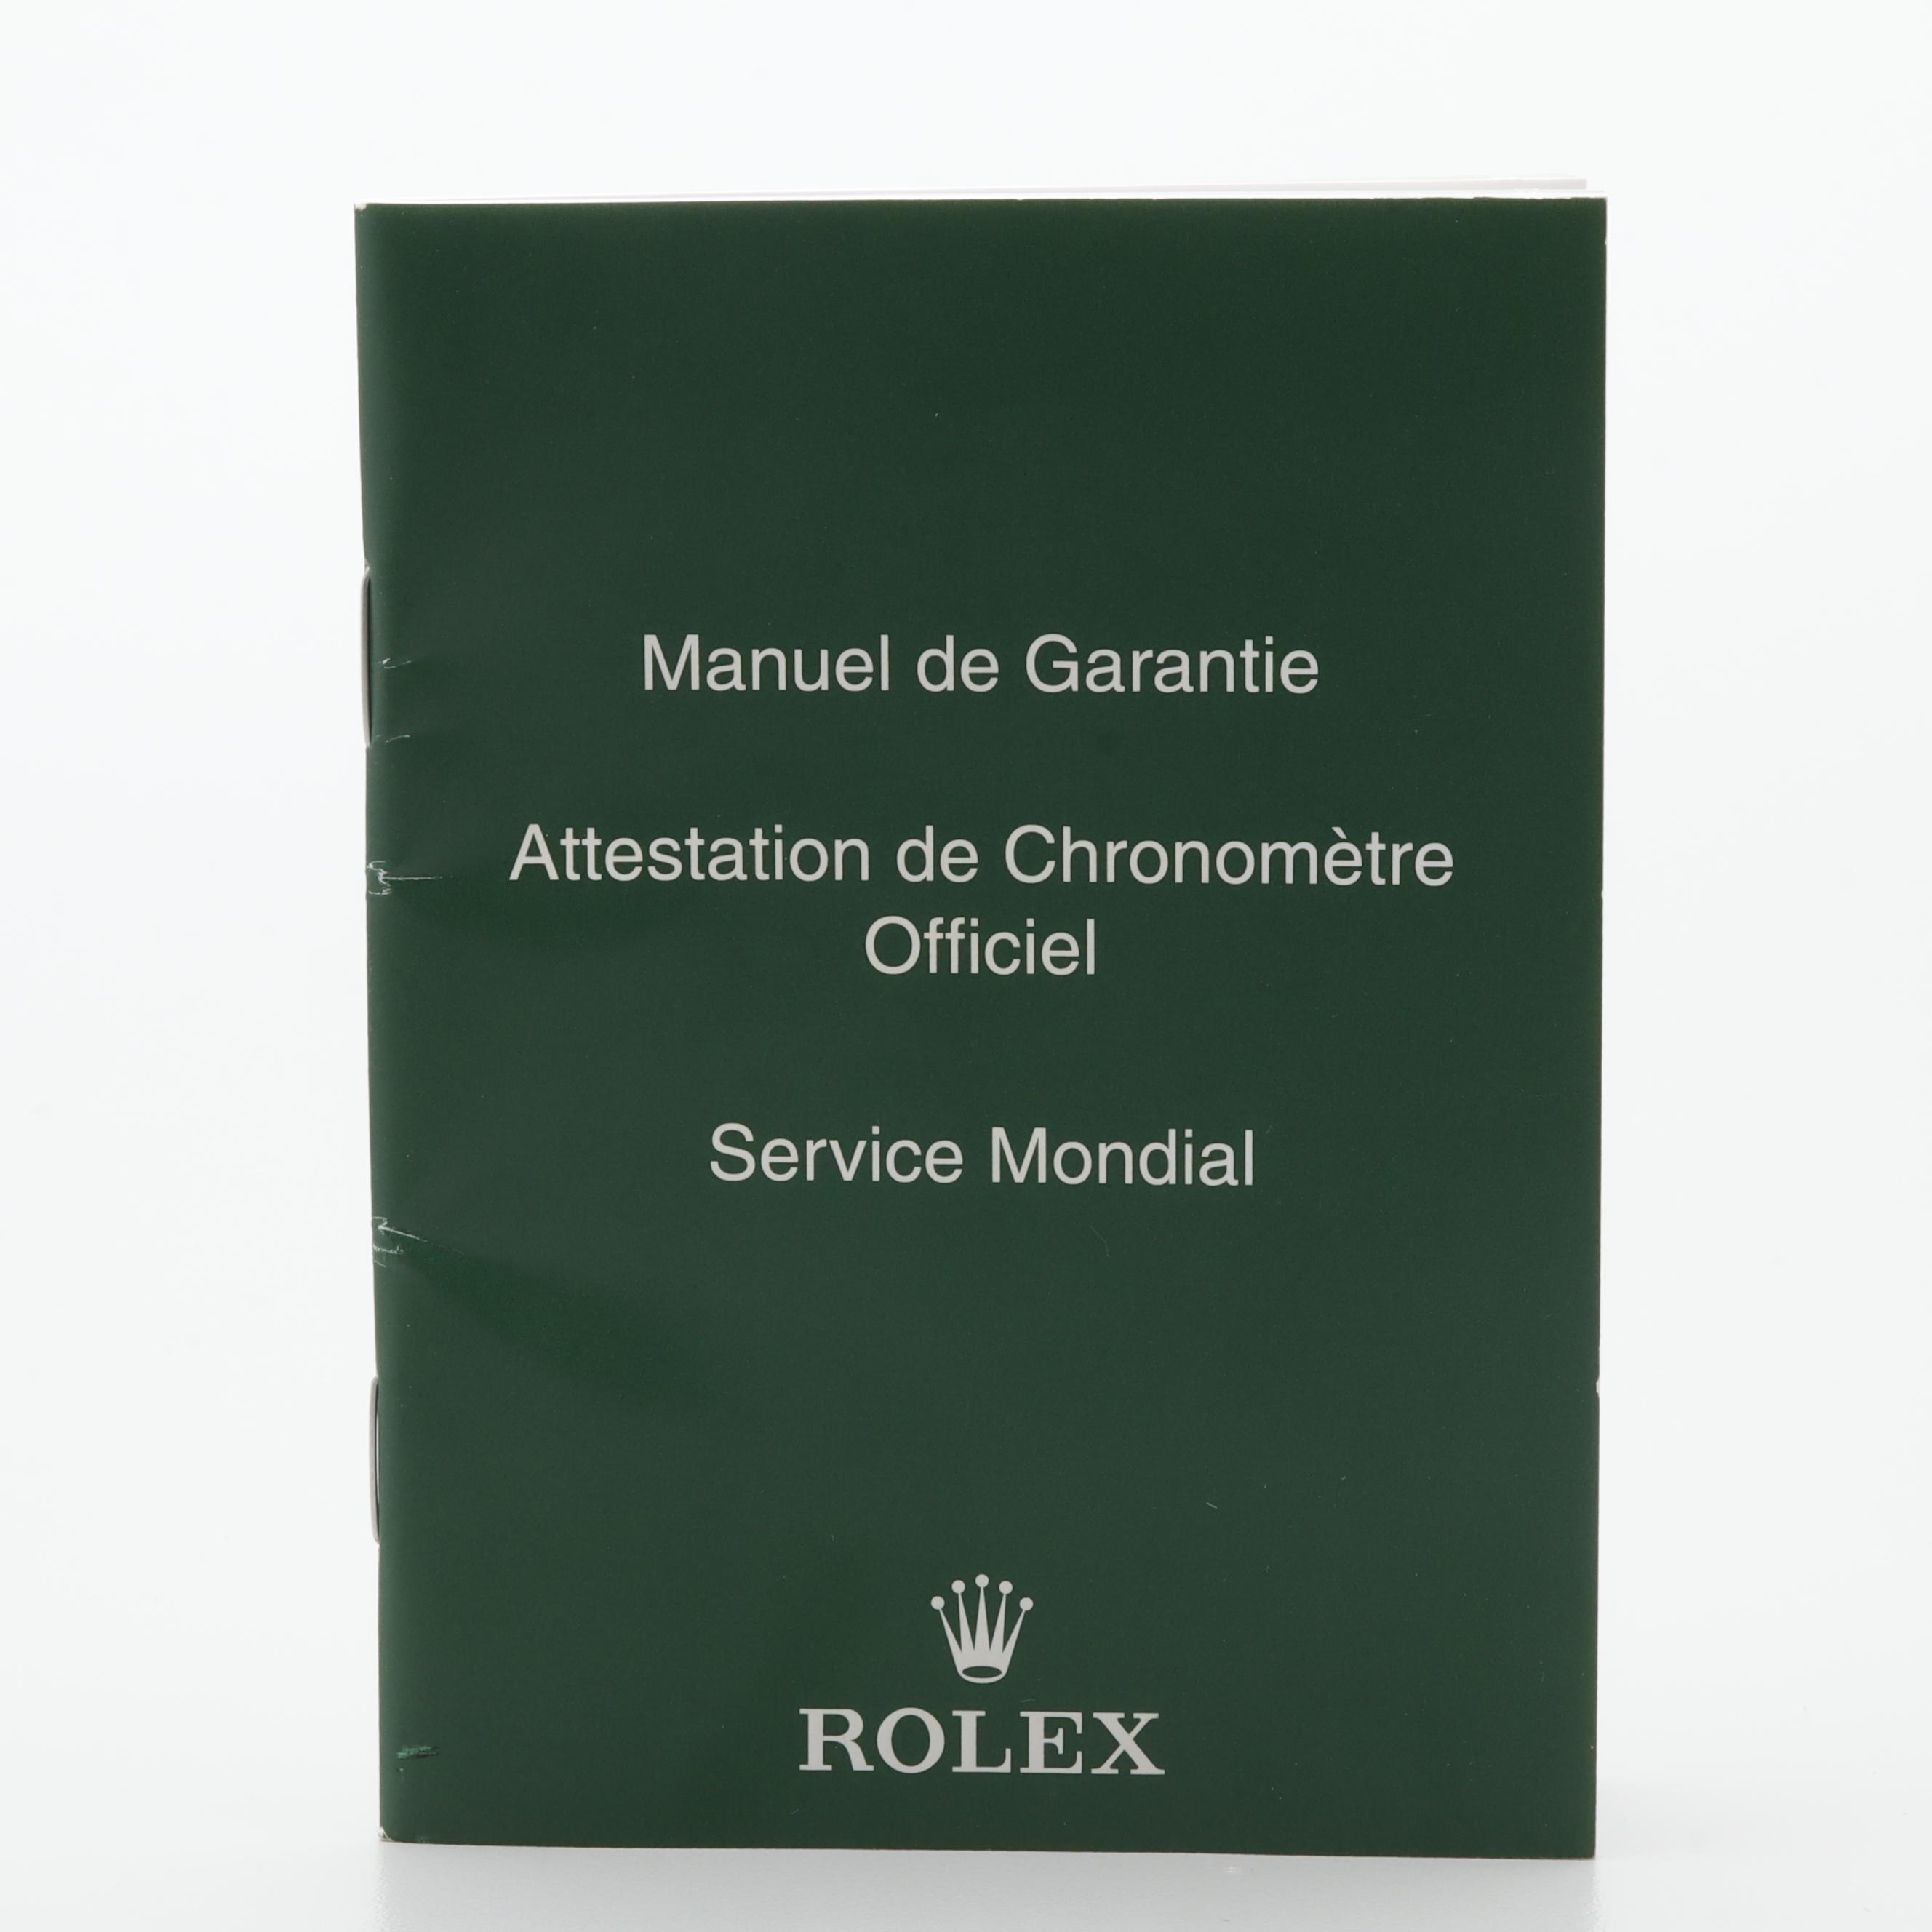 Manuel de Garantie
Attestation de Chronomètre
Officiel
Service Mondial
ROLEX